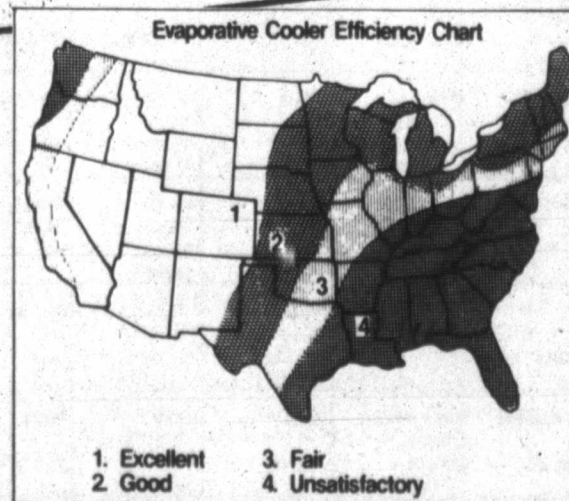 Evaporative Cooler Efficiency Chart
1
2
3
4
1. Excellent 3. Fair
2. Good 4. Unsatisfactory